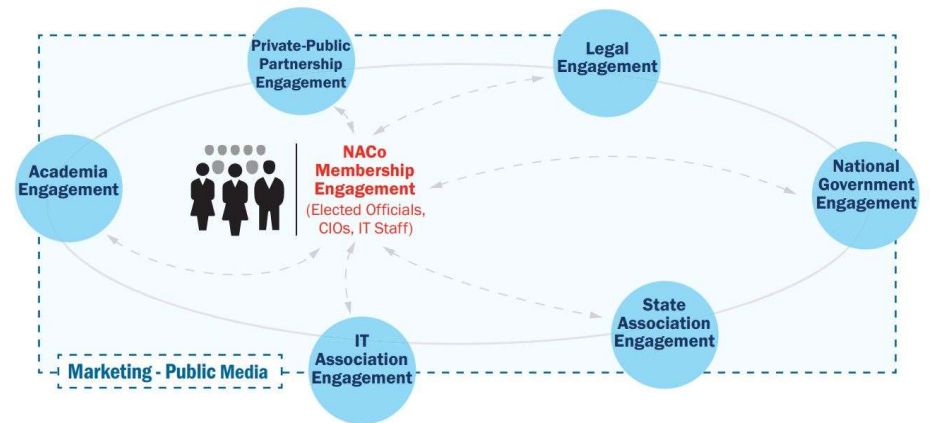 Private-Public
Partnership
Engagement
Legal
Engagement
Academia
Engagement
NACo
Membership
Engagement
(Elected Officials,
CIOs, IT Staff)
National
Government
Engagement
State
Association
Engagement
IT
Association
Engagement
Marketing - Public Media